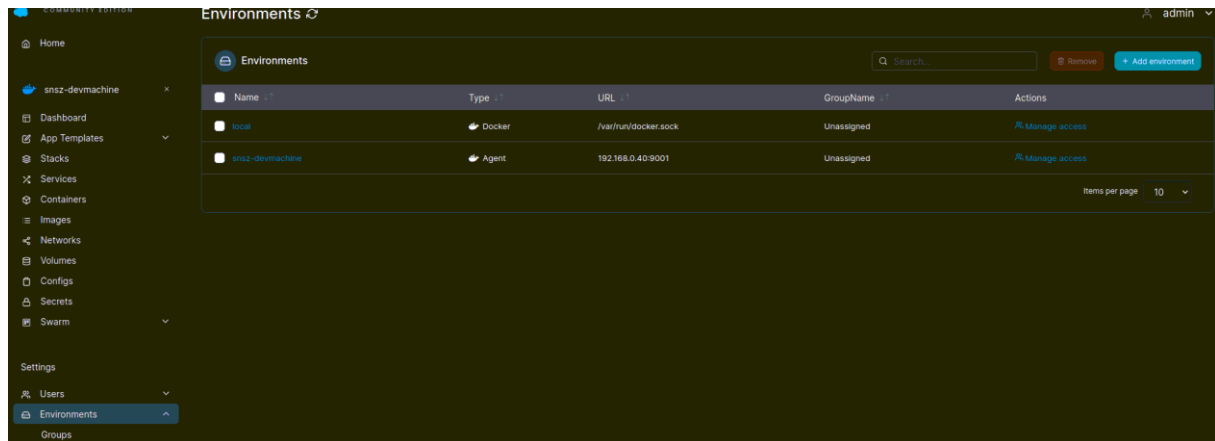 COMMUNITY EDITION
Environments
admin
Home
Environments
Search...
Remove
+ Add environment
snsz-devmachine
Name
Type
URL
GroupName
Actions
Dashboard
local
Docker
/var/run/docker.sock
Unassigned
Manage access
App Templates
Stacks
snsz-devmachine
Agent
192.168.0.40:9001
Unassigned
Manage access
Services
Items per page 10
Containers
Images
Networks
Volumes
Configs
Secrets
Swarm
Settings
Users
Environments
Groups